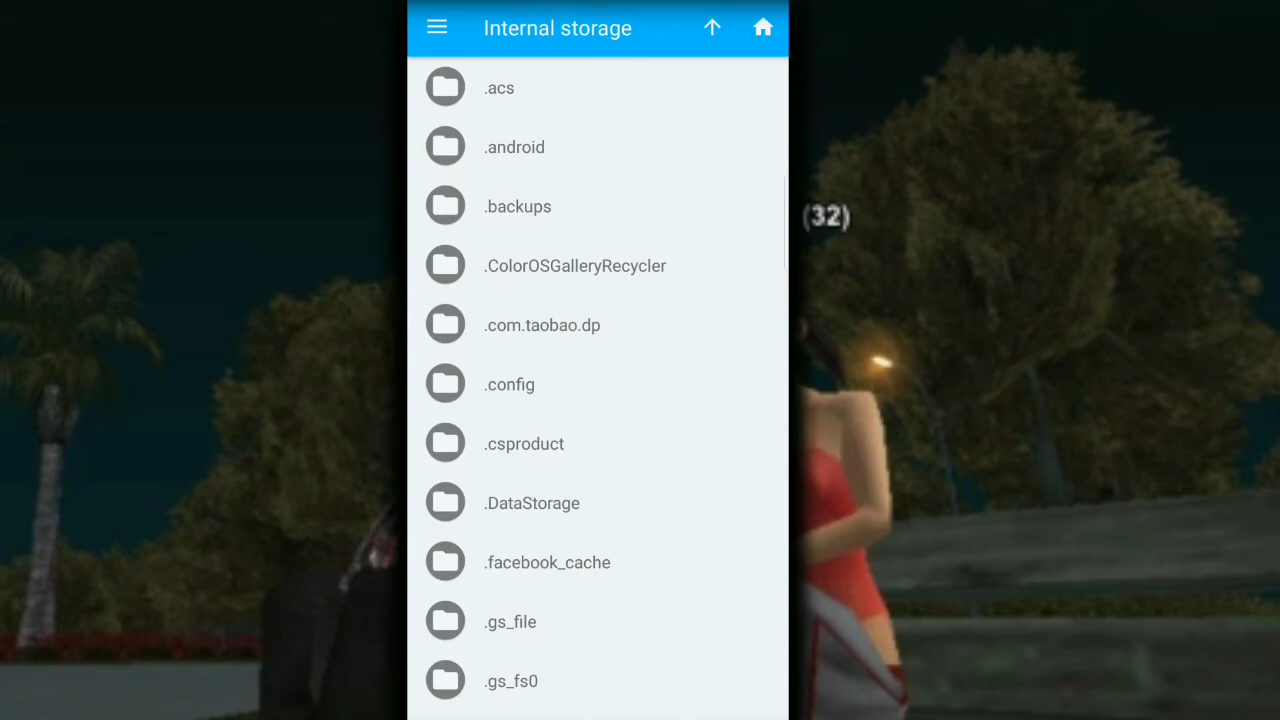 Internal storage
.acs
.android
.backups
(32)
.ColorOSGalleryRecycler
.com.taobao.dp
.config
.csproduct
.DataStorage
.facebook_cache
.gs_file
.gs_fs0